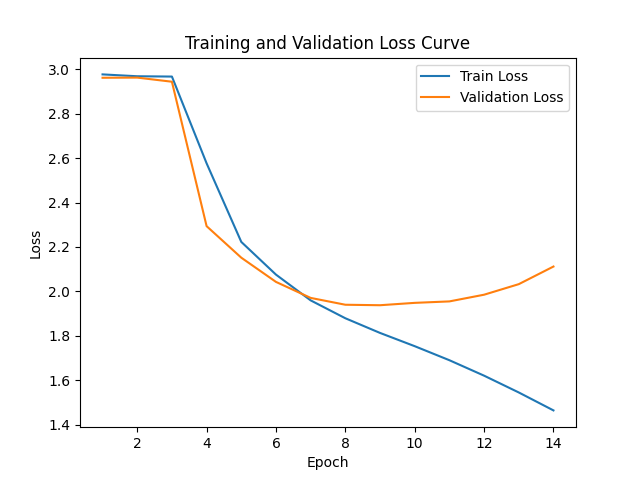 Training and Validation Loss Curve
Train Loss
Validation Loss
3.0
2.8
2.6
2.4
2.2
2.0
1.8
1.6
1.4
Loss
2 4 6 8 10 12 14
Epoch